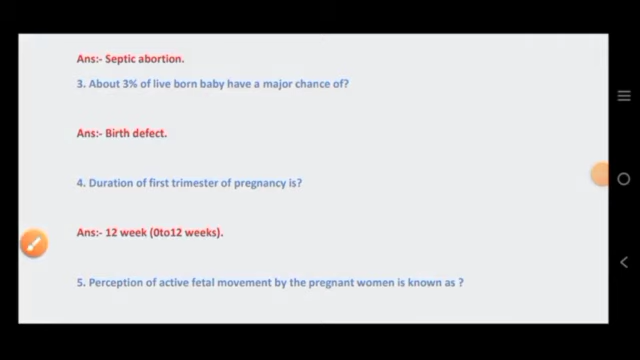 Ans:- Septic abortion.
3. About 3% of live born baby have a major chance of?
Ans:- Birth defect.
4. Duration of first trimester of pregnancy is?
Ans:- 12 week (0to12 weeks).
5. Perception of active fetal movement by the pregnant women is known as ?